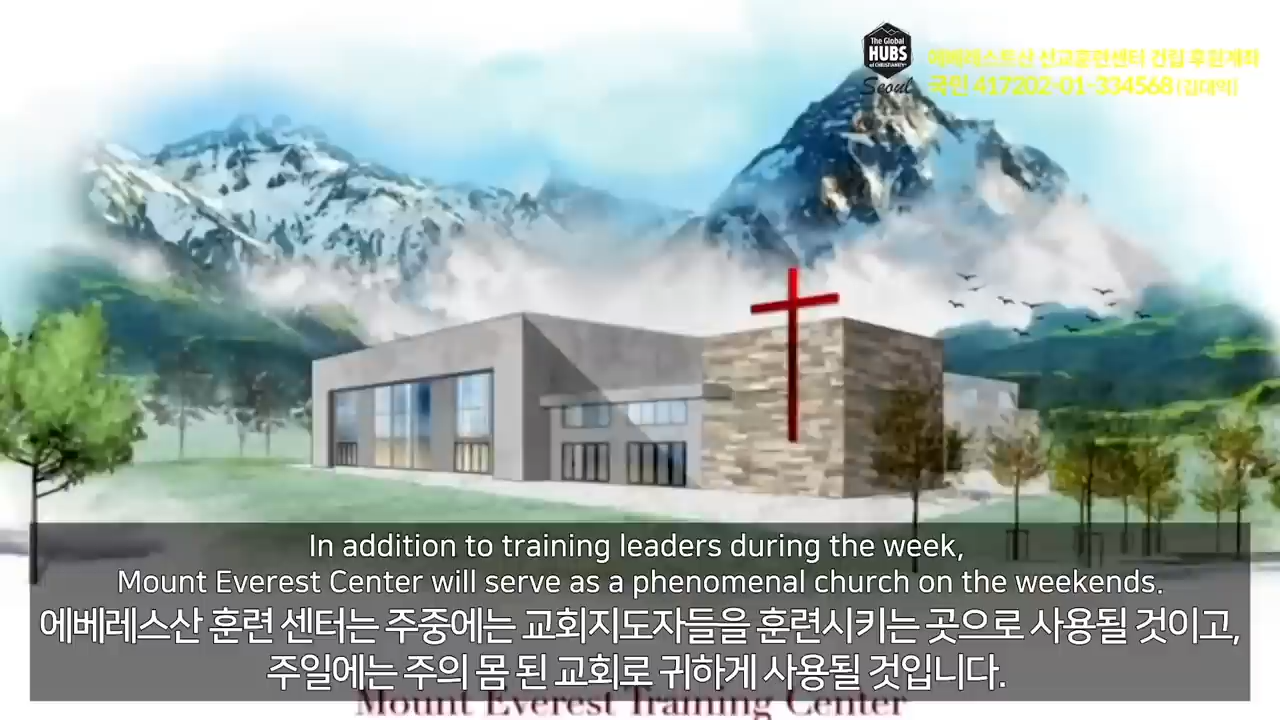 The Global
HUBS
of CHRISTIANITY
Seoul
에베레스트산 선교훈련센터 건립 후원계좌
국민 417202-01-334568 (김대억)
In addition to training leaders during the week,
Mount Everest Center will serve as a phenomenal church on the weekends.
에베레스산 훈련 센터는 주중에는 교회지도자들을 훈련시키는 곳으로 사용될 것이고,
주일에는 주의 몸 된 교회로 귀하게 사용될 것입니다.
Mount Everest Training Center